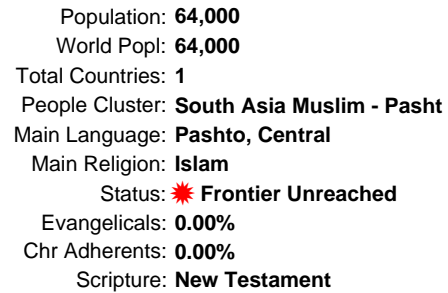 Population: 64,000
World Popl: 64,000
Total Countries: 1
People Cluster: South Asia Muslim - Pasht
Main Language: Pashto, Central
Main Religion: Islam
Status: Frontier Unreached
Evangelicals: 0.00%
Chr Adherents: 0.00%
Scripture: New Testament